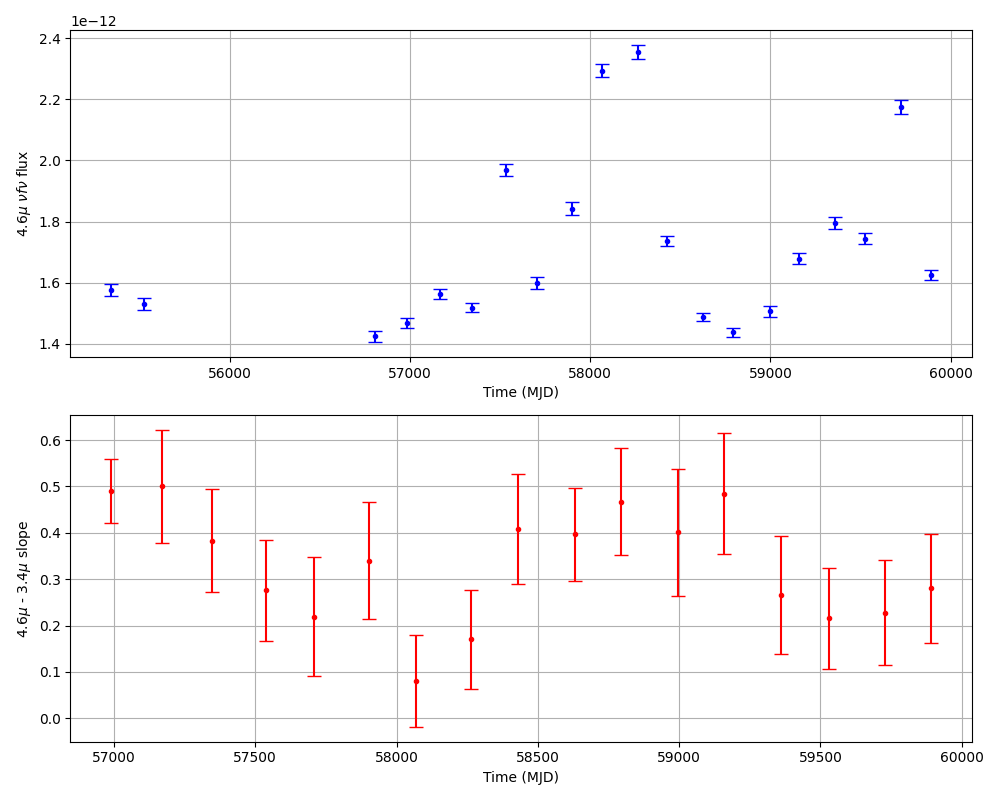 1e−12
2.4
2.2
2.0
1.8
1.6
1.4
4.6μ νfν flux
56000 57000 58000 59000 60000
Time (MJD)
0.6
0.5
0.4
0.3
0.2
0.1
0.0
4.6μ - 3.4μ slope
57000 57500 58000 58500 59000 59500 60000
Time (MJD)